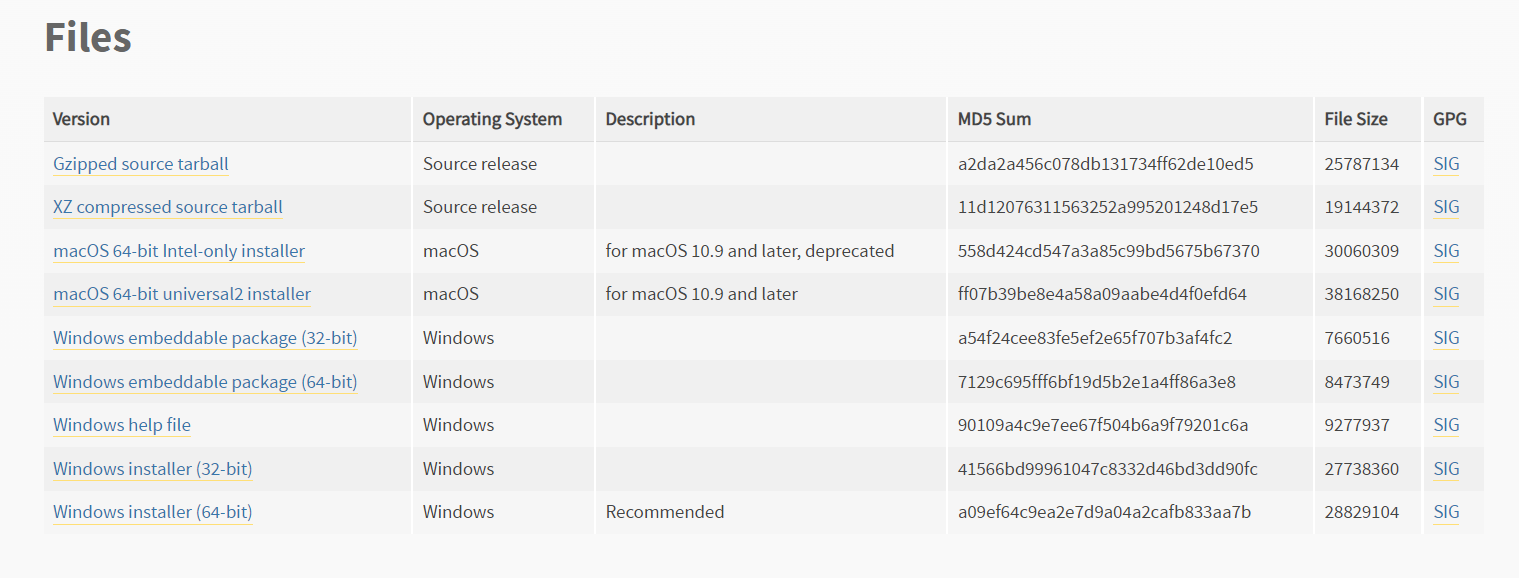 Files
Version Operating System Description MD5 Sum File Size GPG
Gzipped source tarball Source release a2da2a456c078db131734ff62de10ed5 25787134 SIG
XZ compressed source tarball Source release 11d12076311563252a995201248d17e5 19144372 SIG
macOS 64-bit Intel-only installer macOS for macOS 10.9 and later, deprecated 558d424cd547a3a85c99bd5675b67370 30060309 SIG
macOS 64-bit universal2 installer macOS for macOS 10.9 and later ff07b39be8e4a58a09aabe4d4f0efd64 38168250 SIG
Windows embeddable package (32-bit) Windows a54f24cee83fe5ef2e65f707b3af4fc2 7660516 SIG
Windows embeddable package (64-bit) Windows 7129c695fff6bf19d5b2e1a4ff86a3e8 8473749 SIG
Windows help file Windows 90109a4c9e7ee67f504b6a9f79201c6a 9277937 SIG
Windows installer (32-bit) Windows 41566bd99961047c8332d46bd3dd90fc 27738360 SIG
Windows installer (64-bit) Windows Recommended a09ef64c9ea2e7d9a04a2cafb833aa7b 28829104 SIG